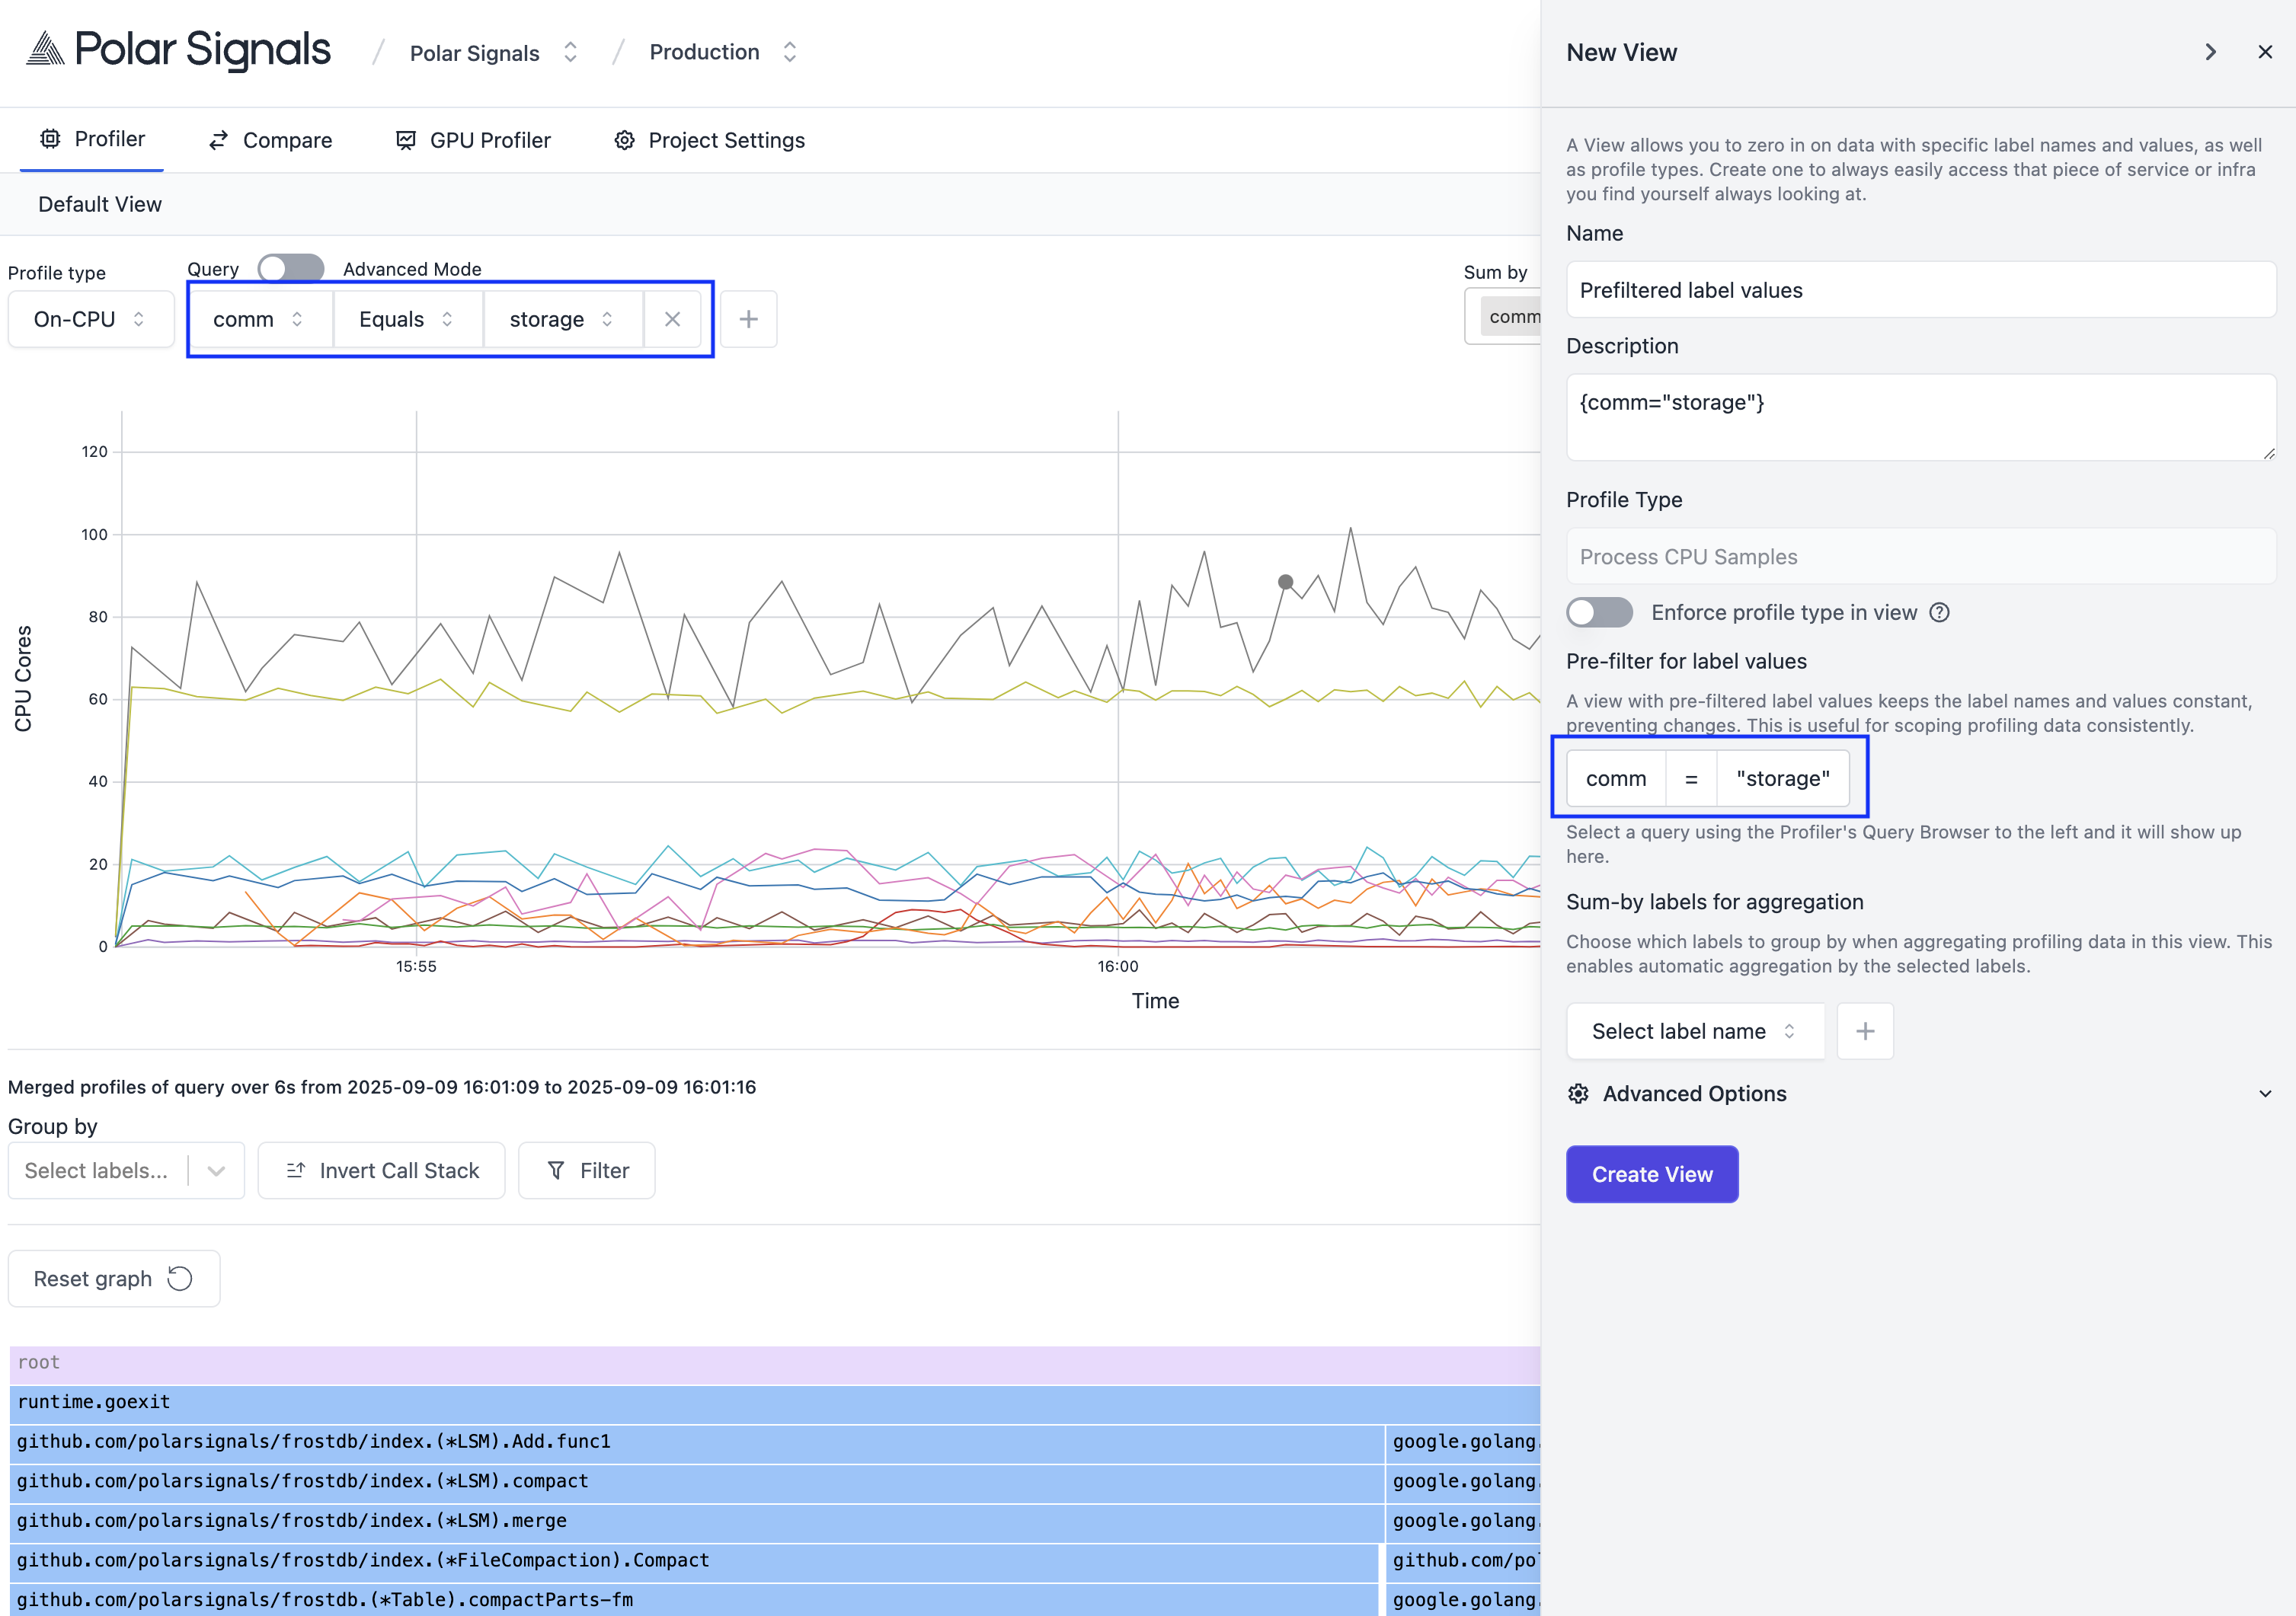 Polar Signals
/
Polar Signals
/
Production
Profiler
Compare
GPU Profiler
Project Settings
Default View
Profile type
Query
Advanced Mode
On-CPU
comm
Equals
storage
Sum by
comm
CPU Cores
120
100
80
60
40
20
0
15:55
16:00
Time
Merged profiles of query over 6s from 2025-09-09 16:01:09 to 2025-09-09 16:01:16
Group by
Select labels...
Invert Call Stack
Filter
Reset graph
root
runtime.goexit
github.com/polarsignals/frostdb/index.(*LSM).Add.func1
google.golang.
github.com/polarsignals/frostdb/index.(*LSM).compact
google.golang.
github.com/polarsignals/frostdb/index.(*LSM).merge
google.golang.
github.com/polarsignals/frostdb/index.(*FileCompaction).Compact
github.com/pol
github.com/polarsignals/frostdb.(*Table).compactParts-fm
google.golang.
New View
A View allows you to zero in on data with specific label names and values, as well
as profile types. Create one to always easily access that piece of service or infra
you find yourself always looking at.
Name
Prefiltered label values
Description
{comm="storage"}
Profile Type
Process CPU Samples
Enforce profile type in view
Pre-filter for label values
A view with pre-filtered label values keeps the label names and values constant,
preventing changes. This is useful for scoping profiling data consistently.
comm
=
"storage"
Select a query using the Profiler's Query Browser to the left and it will show up
here.
Sum-by labels for aggregation
Choose which labels to group by when aggregating profiling data in this view. This
enables automatic aggregation by the selected labels.
Select label name
Advanced Options
Create View